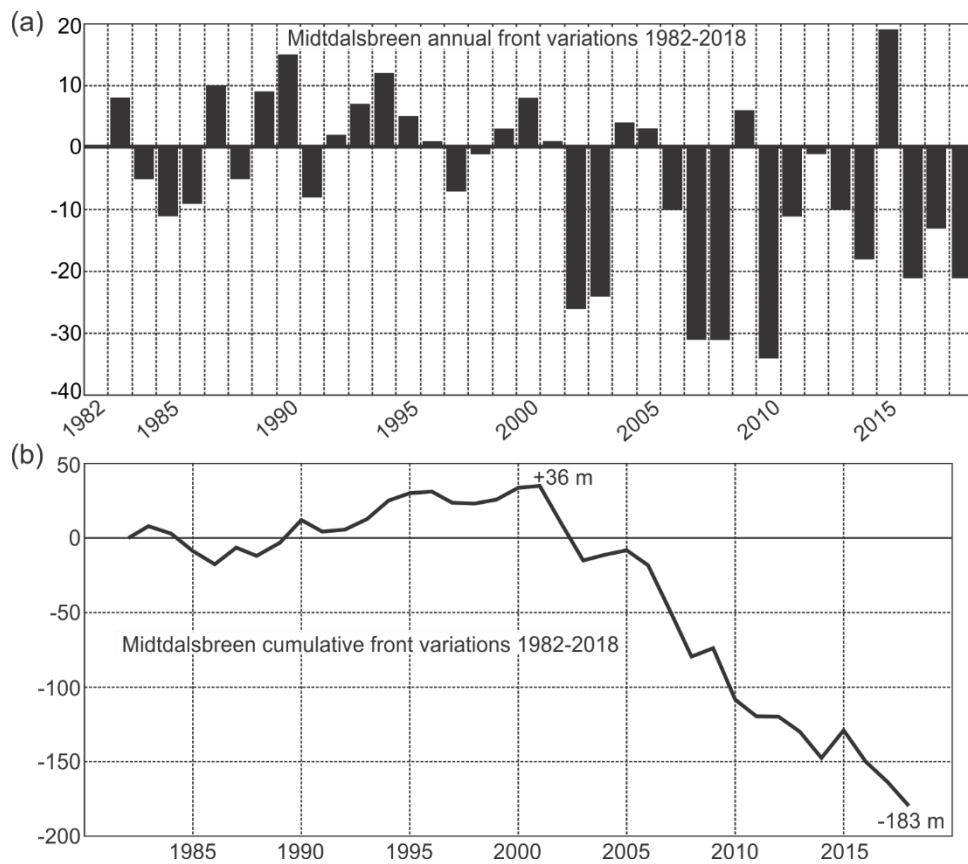 (a)
Midtdalsbreen annual front variations 1982-2018
20
10
0
-10
-20
-30
-40
1982 1985 1990 1995 2000 2005 2010 2015
(b)
50
+36 m
0
-50
Midtdalsbreen cumulative front variations 1982-2018
-100
-150
-183 m
-200
1985 1990 1995 2000 2005 2010 2015